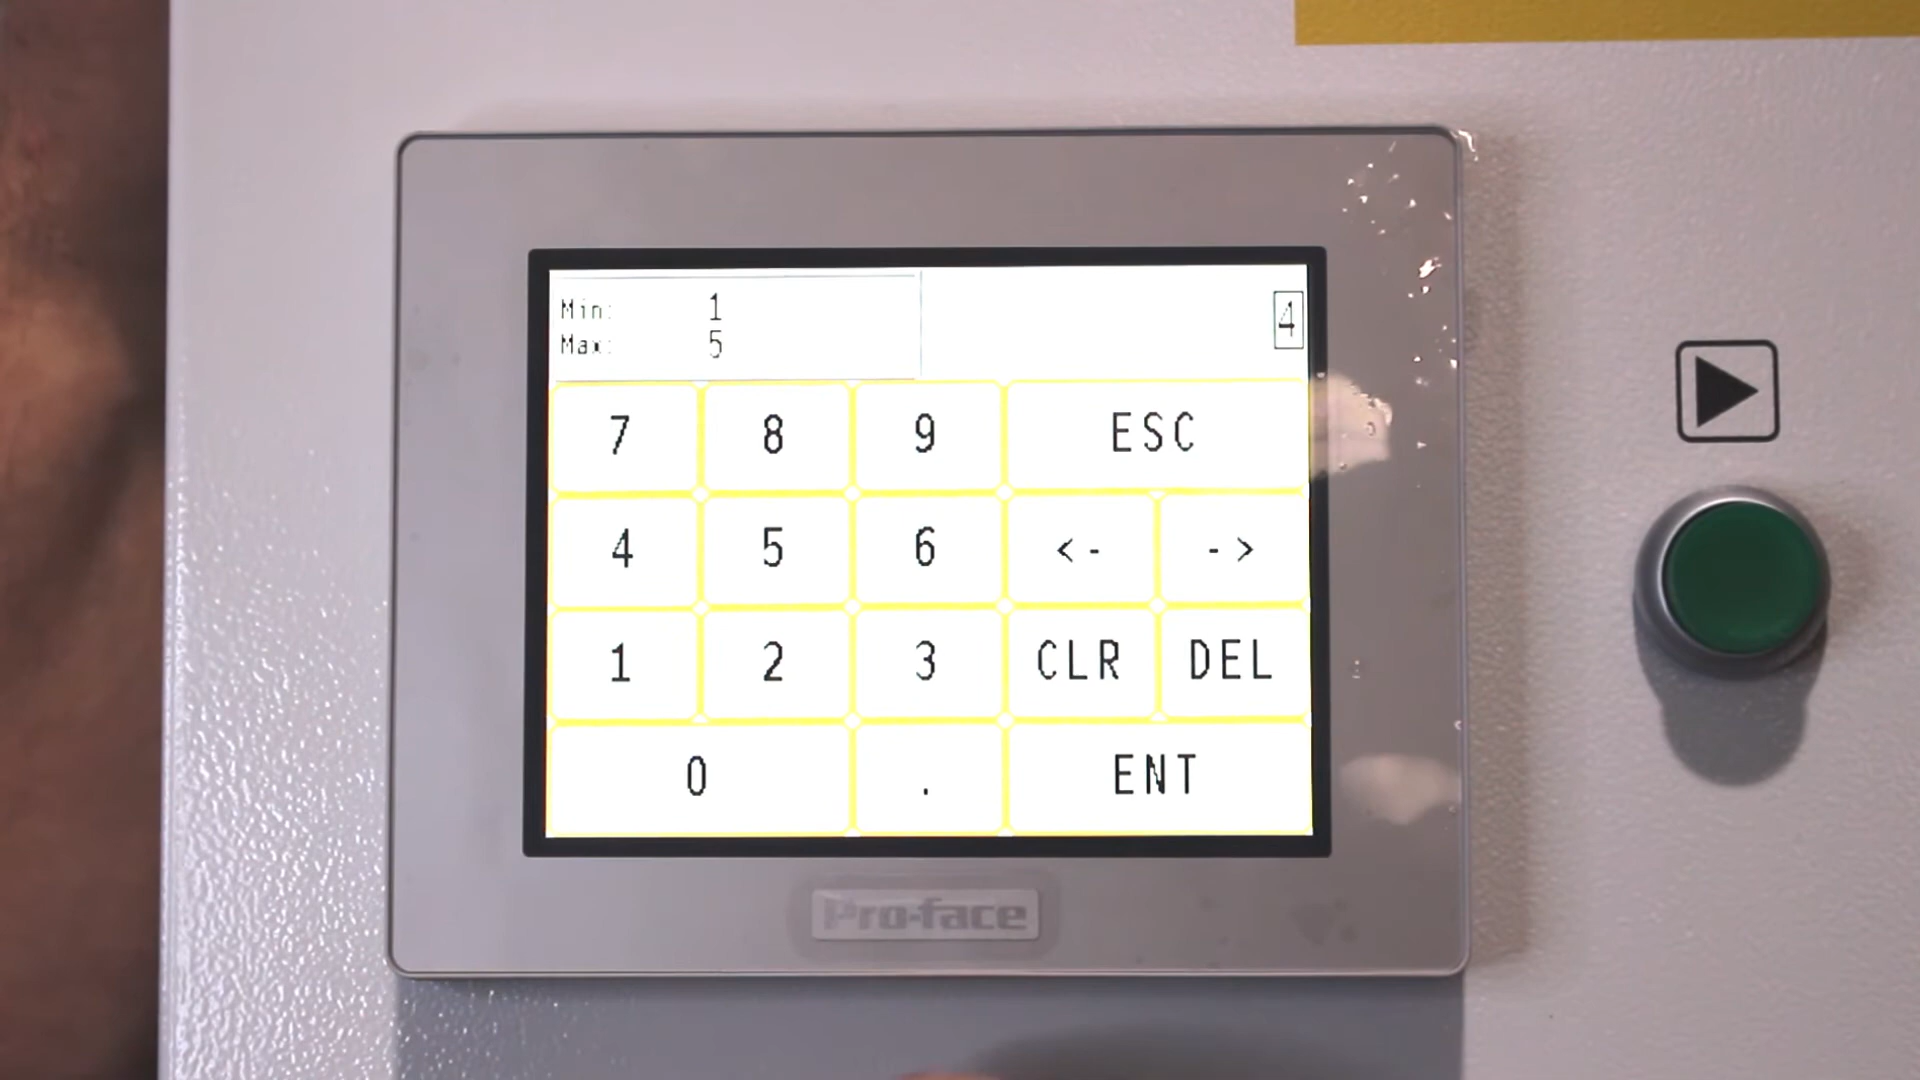 Min: 1
Max: 5
4
7 8 9 ESC
4 5 6 <- ->
1 2 3 CLR DEL
0 . ENT
Pro-face